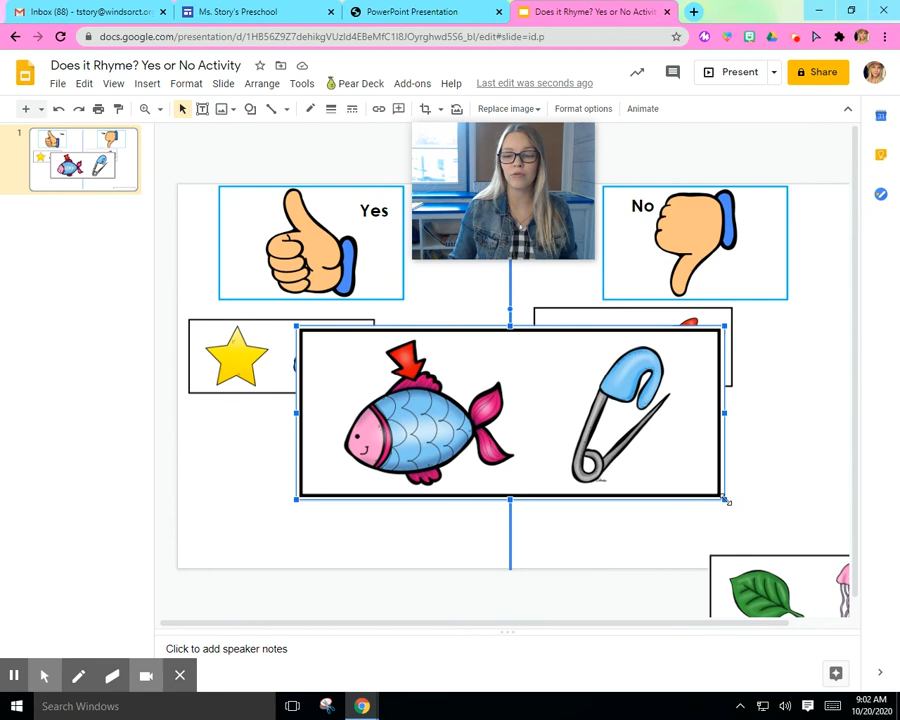 Inbox (88) - tstory@windsorct.or
Ms. Story's Preschool
PowerPoint Presentation
Does it Rhyme? Yes or No Activit
docs.google.com/presentation/d/1HB56Z9Z7dehikgVUzld4EBeMfC1I8JOyrghwd5S6_bI/edit#slide=id.p
Does it Rhyme? Yes or No Activity
File Edit View Insert Format Slide Arrange Tools Pear Deck Add-ons Help Last edit was seconds ago
Present
Share
Replace image
Format options
Animate
1
Yes
No
Click to add speaker notes
Search Windows
9:02 AM
10/20/2020